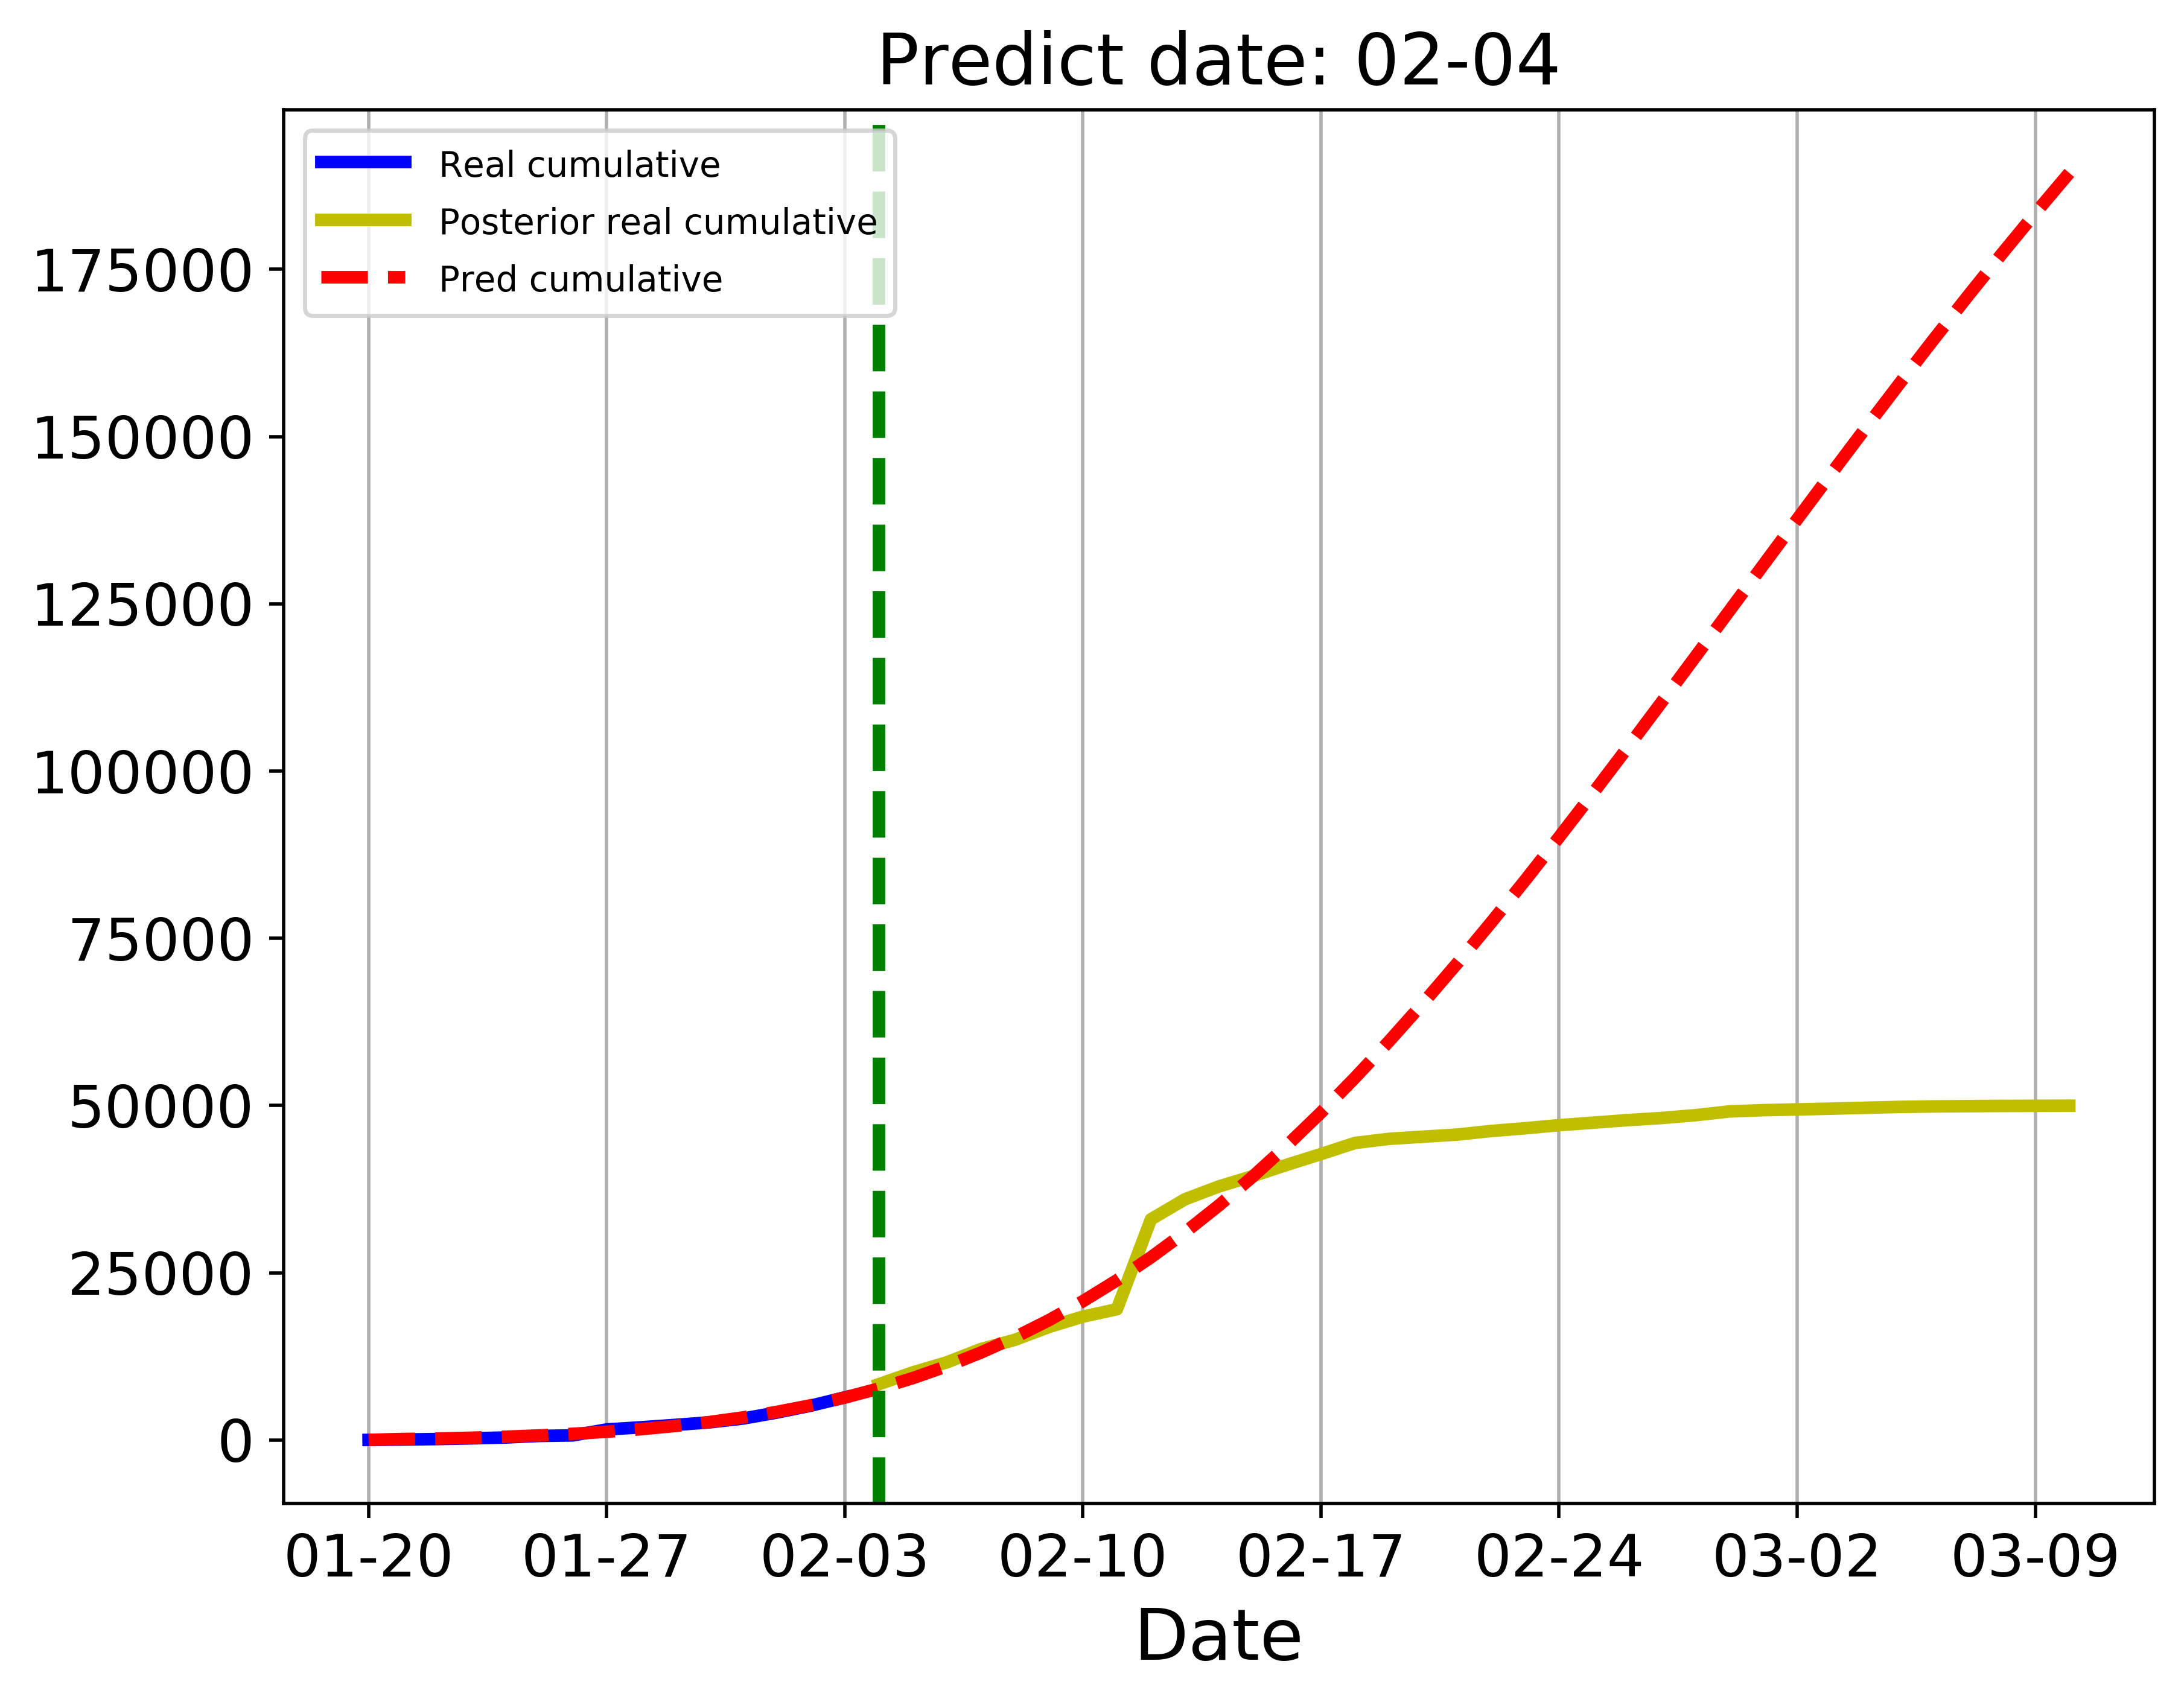 Predict date: 02-04
Real cumulative
Posterior real cumulative
Pred cumulative
175000
150000
125000
100000
75000
50000
25000
0
01-20 01-27 02-03 02-10 02-17 02-24 03-02 03-09
Date